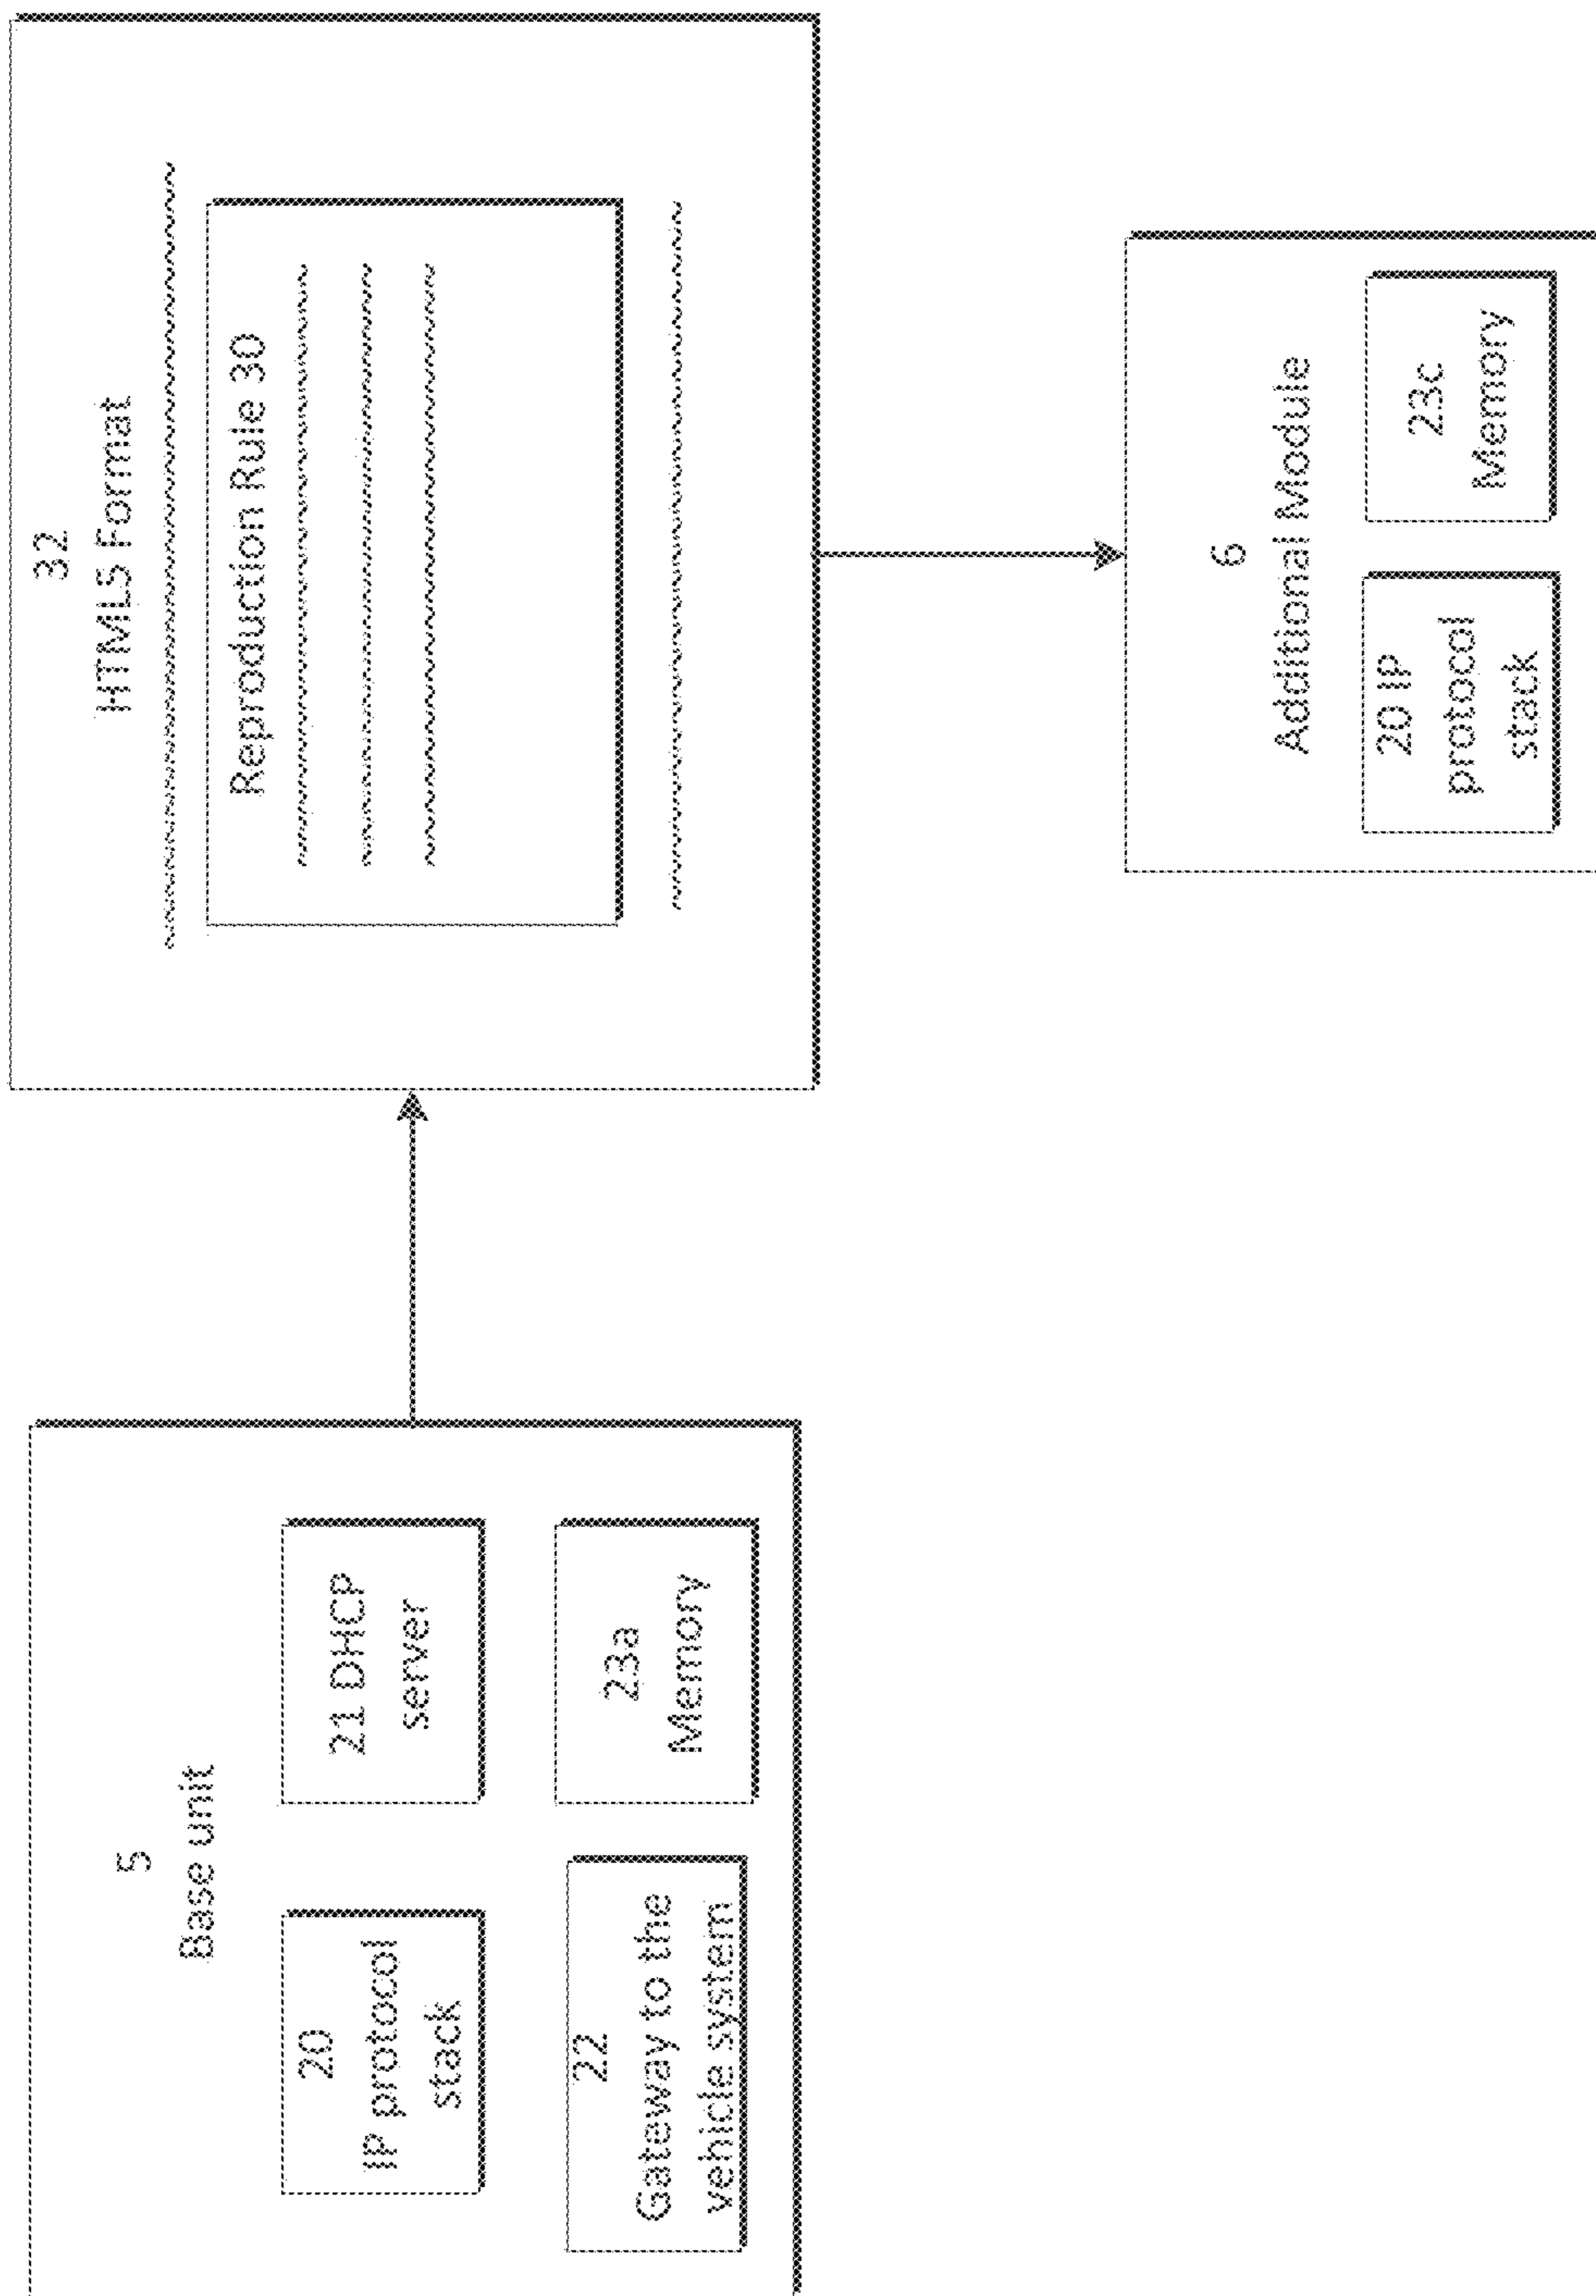 5
Base unit
20
IP protocol
stack
21 DHCP
server
22
Gateway to the
vehicle system
23a
Memory
32
HTML5 Format
Reproduction Rule 30
6
Additional Module
20 IP
protocol
stack
23c
Memory